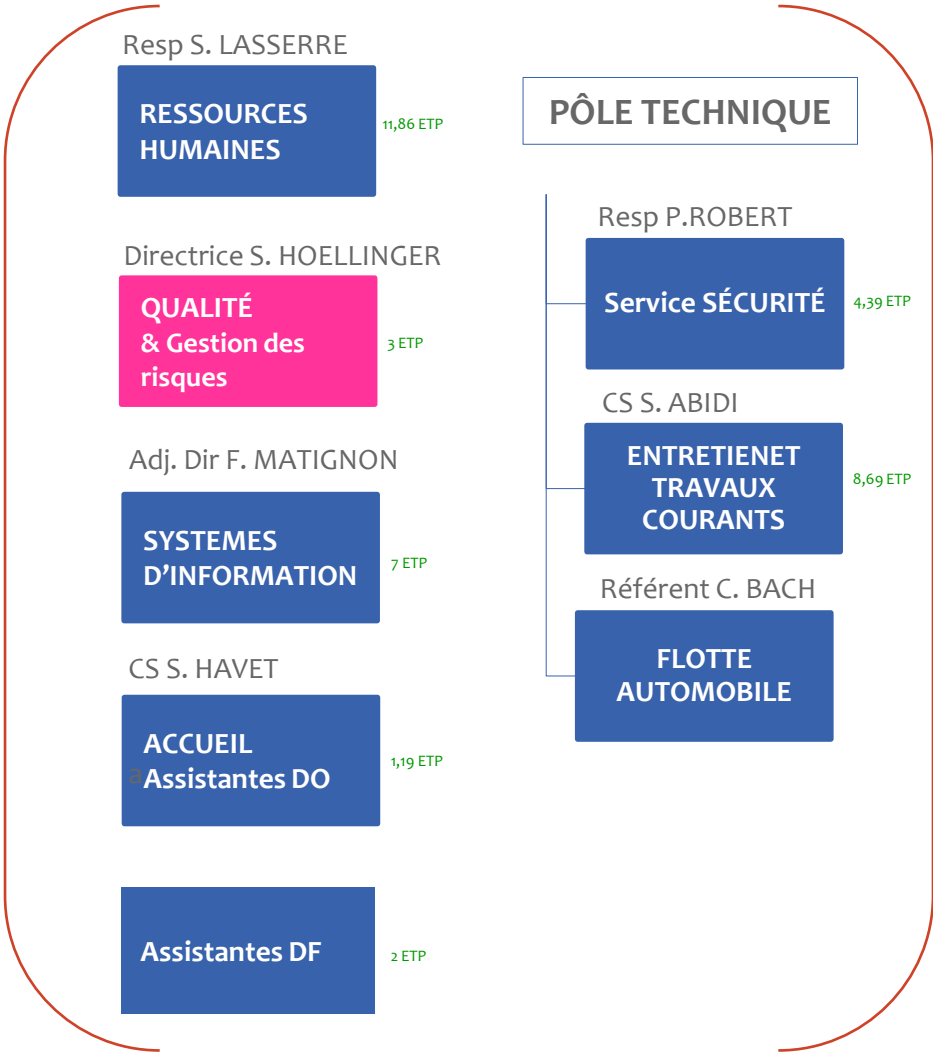 Resp S. LASSERRE
RESSOURCES
HUMAINES
11,86 ETP
Directrice S. HOELLINGER
QUALITÉ
& Gestion des
risques
3 ETP
Adj. Dir F. MATIGNON
SYSTEMES
D’INFORMATION
7 ETP
CS S. HAVET
ACCUEIL
aAssistantes DO
1,19 ETP
Assistantes DF
2 ETP
PÔLE TECHNIQUE
Resp P.ROBERT
Service SÉCURITÉ
4,39 ETP
CS S. ABIDI
ENTRETIENET
TRAVAUX
COURANTS
8,69 ETP
Référent C. BACH
FLOTTE
AUTOMOBILE